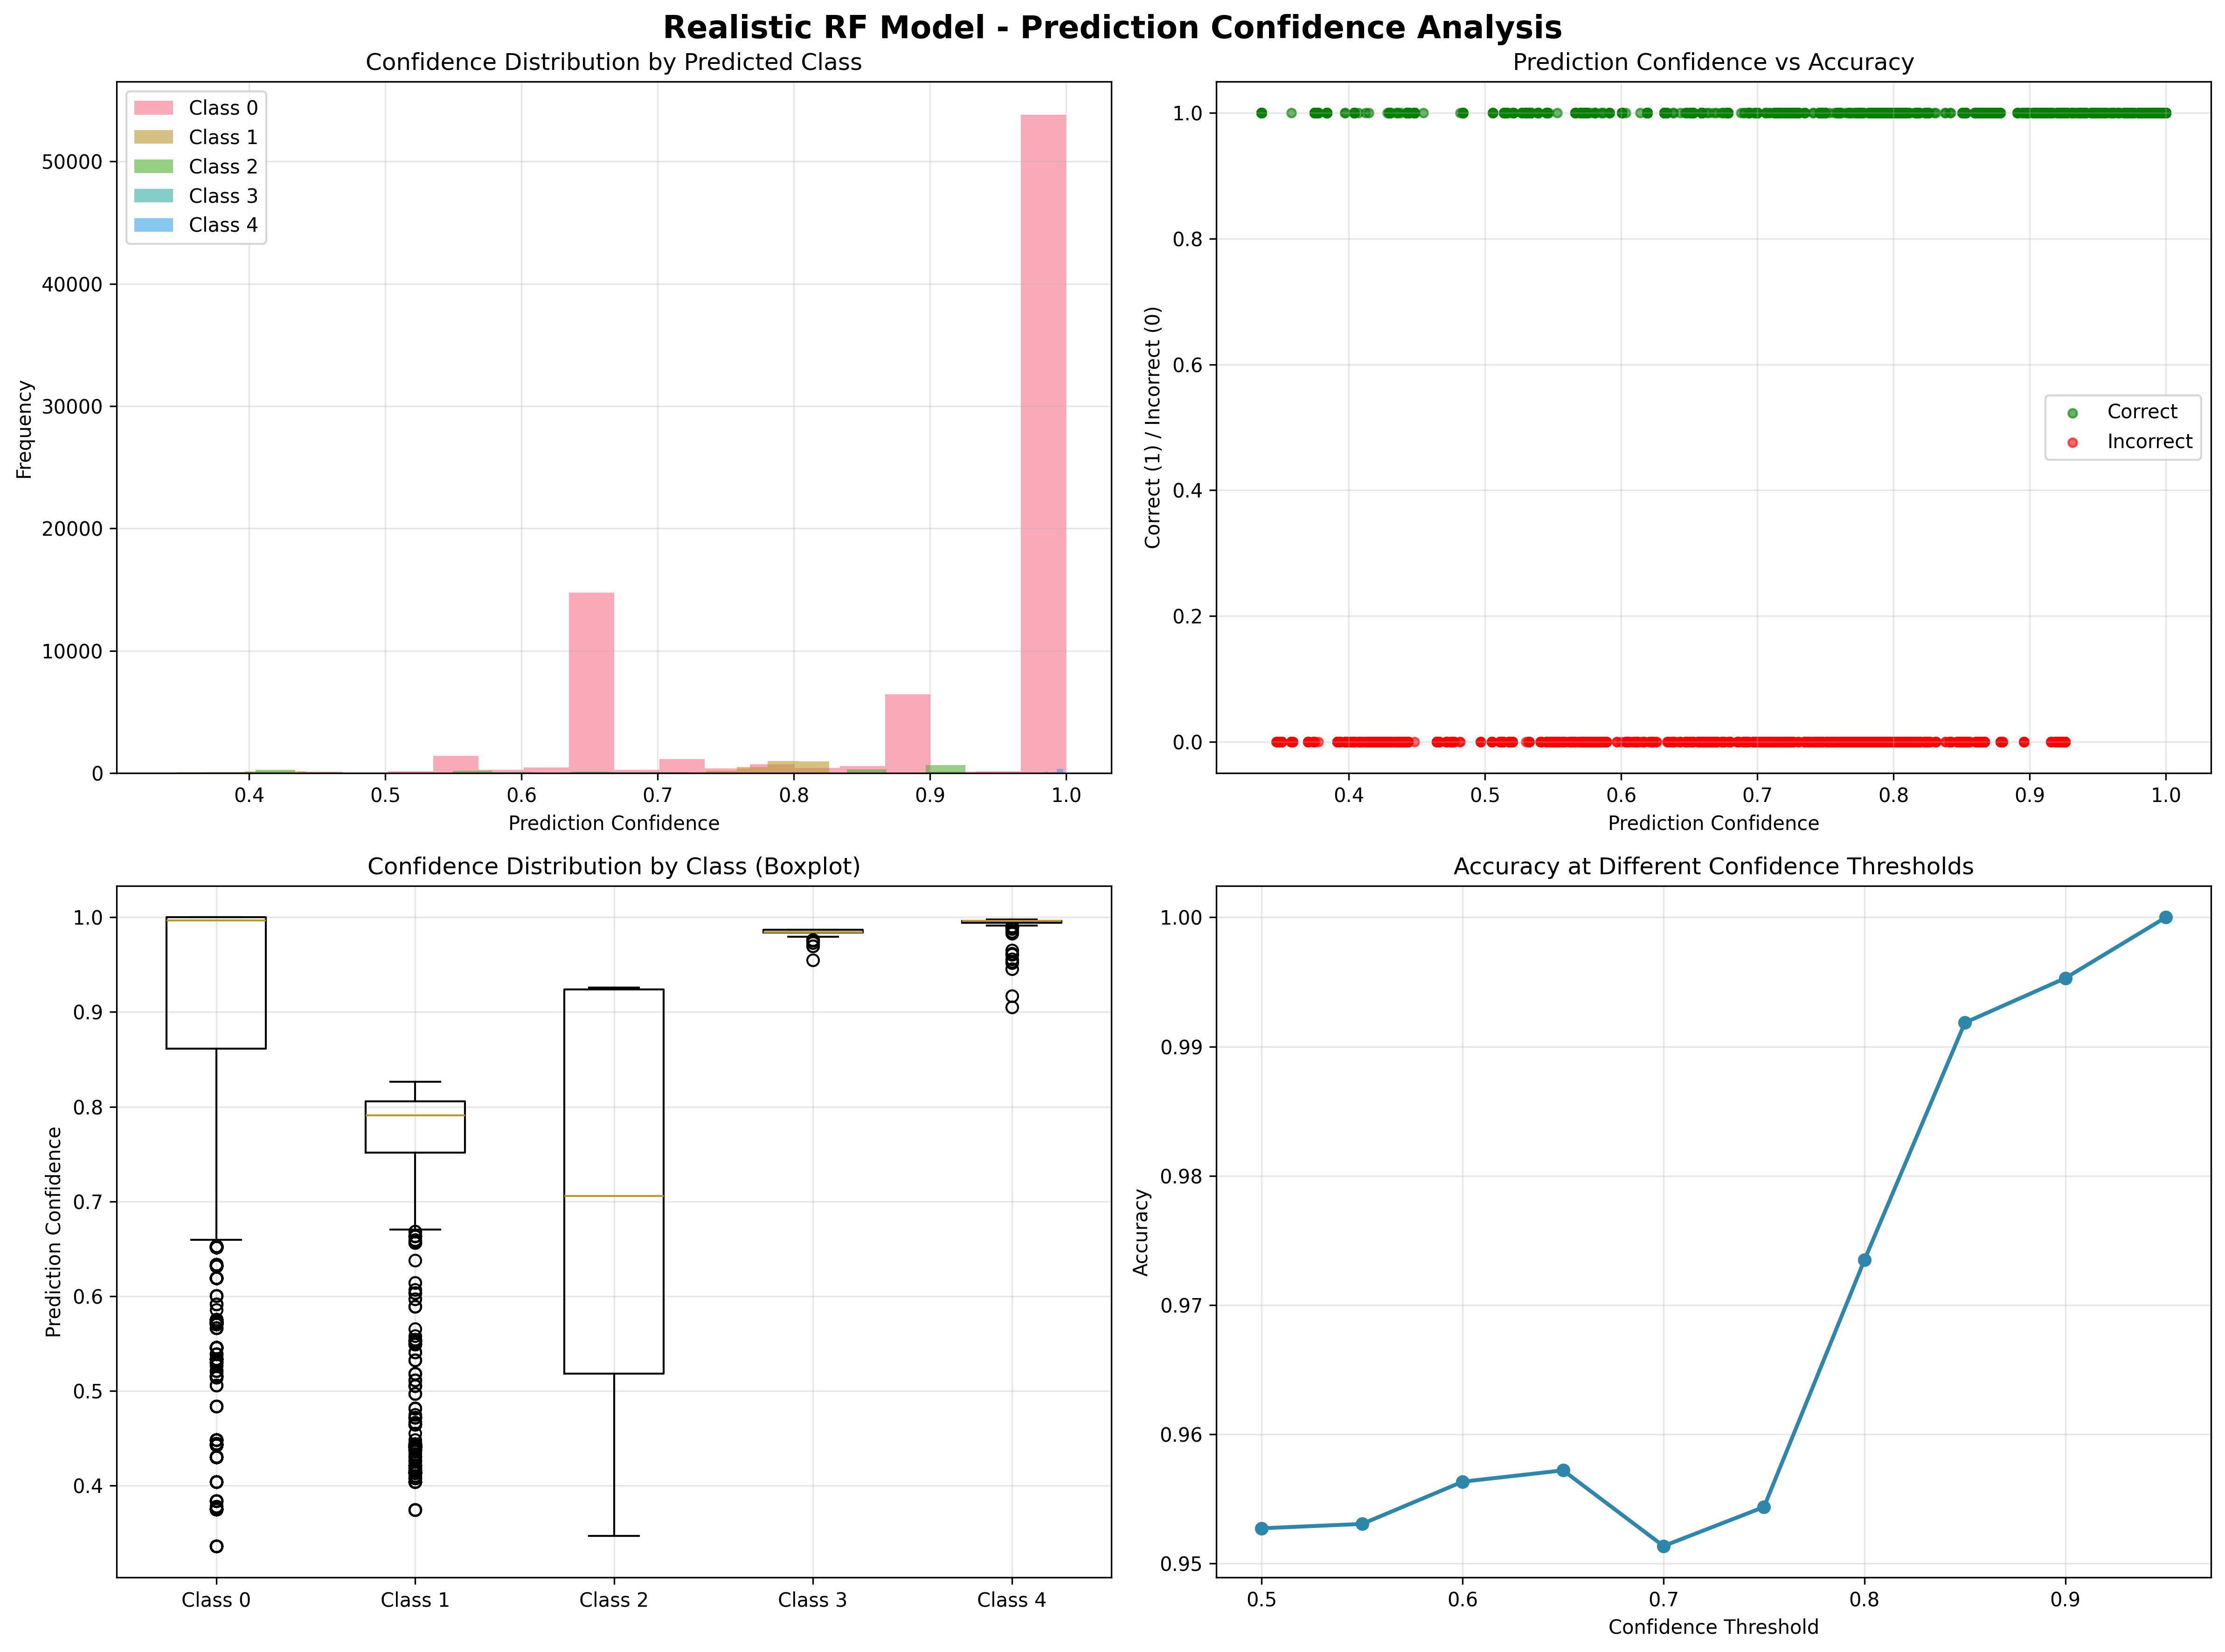 Realistic RF Model - Prediction Confidence Analysis
Confidence Distribution by Predicted Class
Class 0
Class 1
Class 2
Class 3
Class 4
50000
40000
30000
20000
10000
0
Frequency
0.4 0.5 0.6 0.7 0.8 0.9 1.0
Prediction Confidence
Prediction Confidence vs Accuracy
1.0
0.8
0.6
0.4
0.2
0.0
Correct (1) / Incorrect (0)
Correct
Incorrect
0.4 0.5 0.6 0.7 0.8 0.9 1.0
Prediction Confidence
Confidence Distribution by Class (Boxplot)
1.0
0.9
0.8
0.7
0.6
0.5
0.4
Prediction Confidence
Class 0 Class 1 Class 2 Class 3 Class 4
Accuracy at Different Confidence Thresholds
1.00
0.99
0.98
0.97
0.96
0.95
Accuracy
0.5 0.6 0.7 0.8 0.9
Confidence Threshold